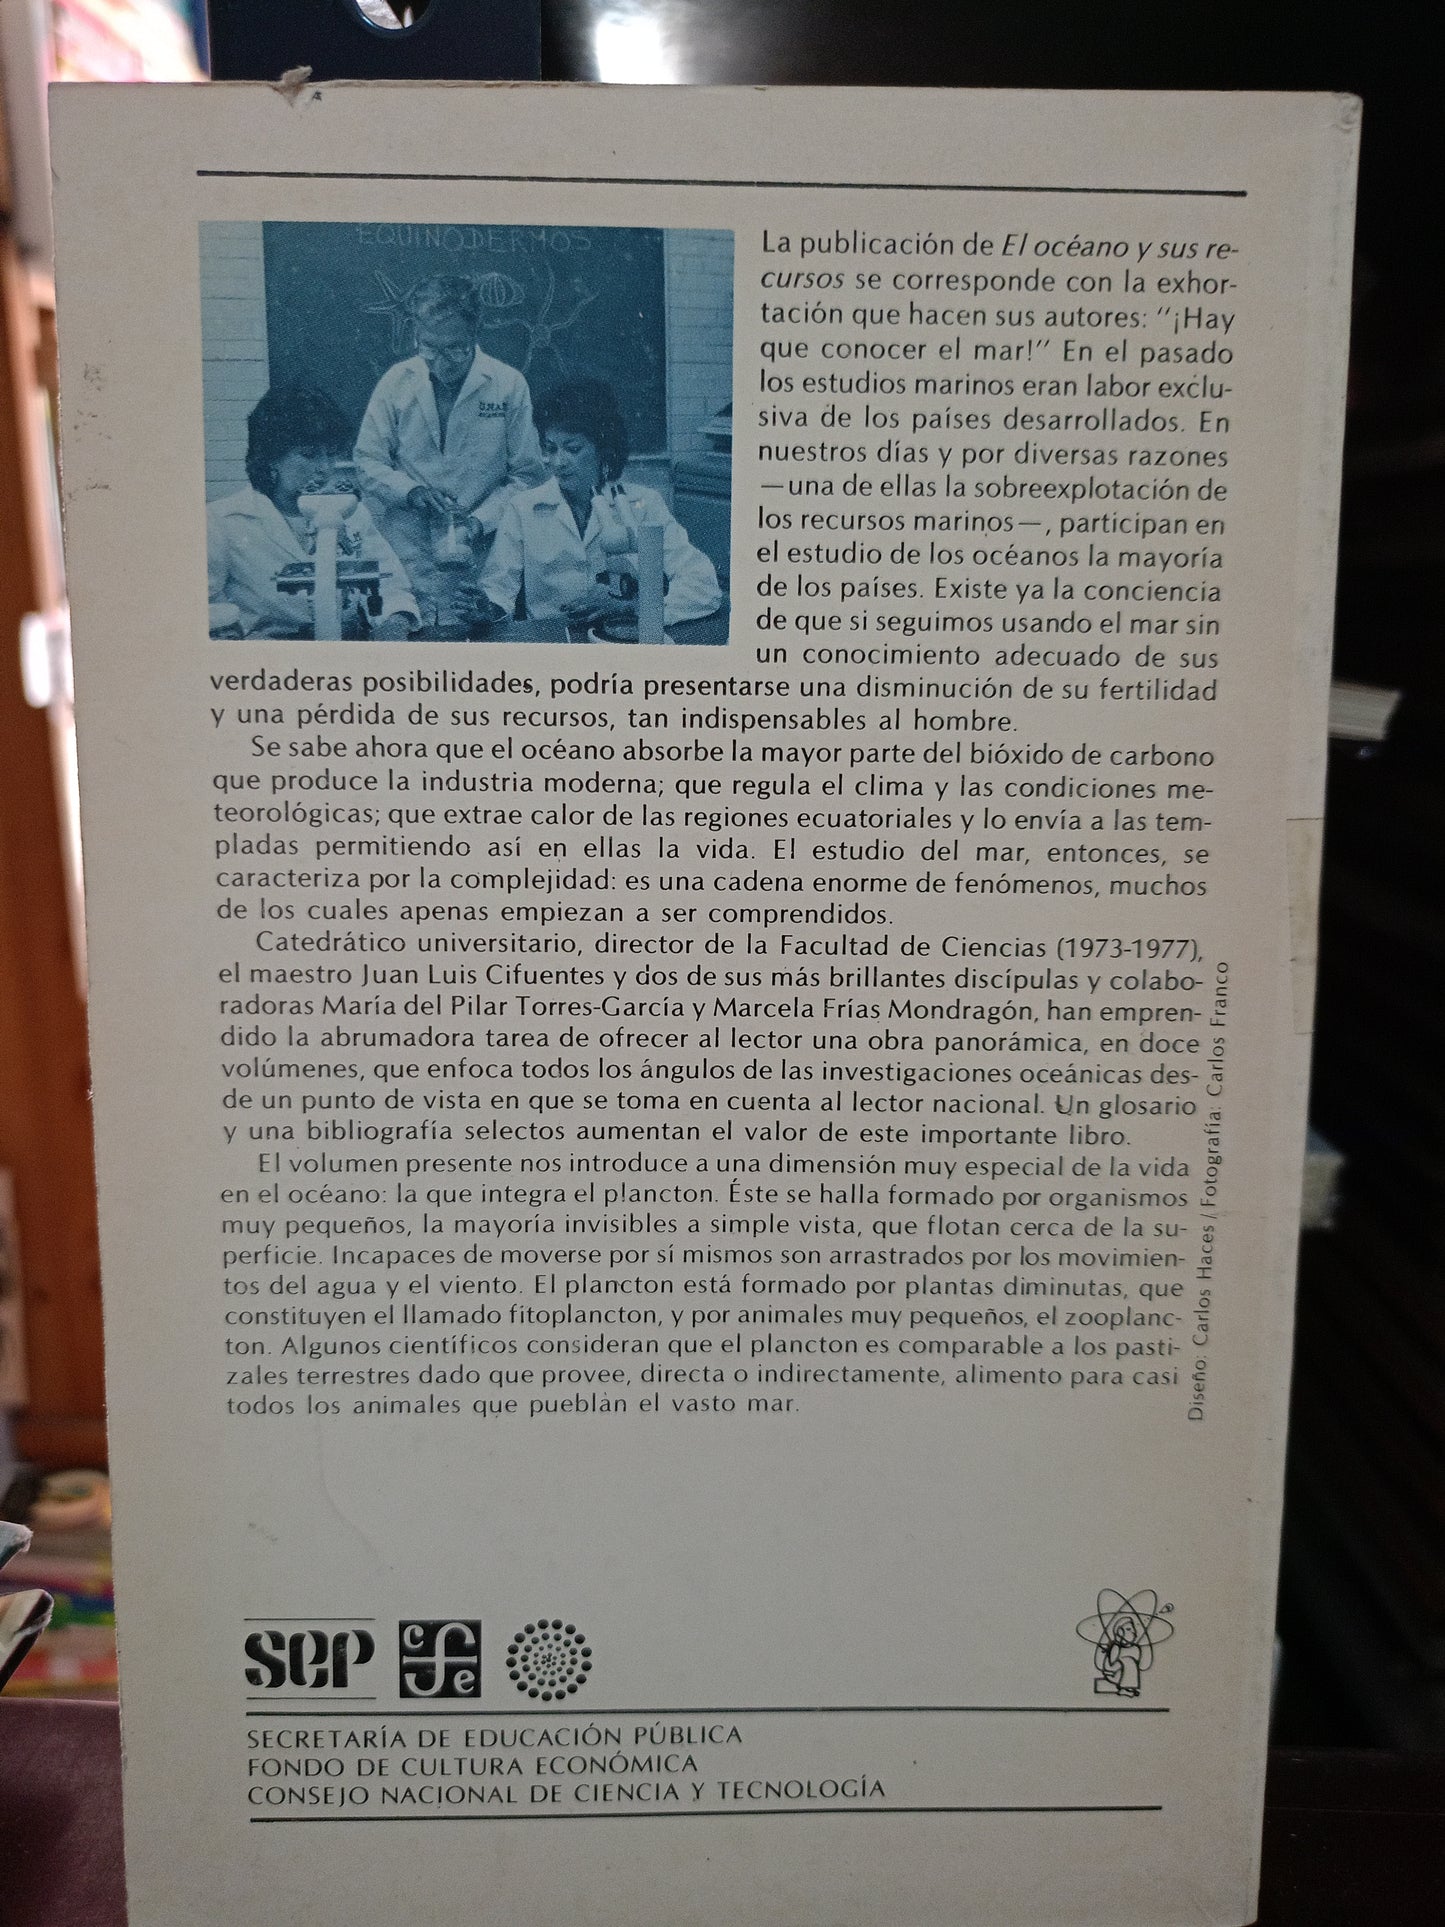 EQUINODERMOS
La publicación de El océano y sus re-
cursos se corresponde con la exhor-
tación que hacen sus autores: "¡Hay
que conocer el mar!" En el pasado
los estudios marinos eran labor exclu-
siva de los países desarrollados. En
nuestros días y por diversas razones
—una de ellas la sobreexplotación de
los recursos marinos—, participan en
el estudio de los océanos la mayoría
de los países. Existe ya la conciencia
de que si seguimos usando el mar sin
un conocimiento adecuado de sus
verdaderas posibilidades, podría presentarse una disminución de su fertilidad
y una pérdida de sus recursos, tan indispensables al hombre.
Se sabe ahora que el océano absorbe la mayor parte del bióxido de carbono
que produce la industria moderna; que regula el clima y las condiciones me-
teorológicas; que extrae calor de las regiones ecuatoriales y lo envía a las tem-
pladas permitiendo así en ellas la vida. El estudio del mar, entonces, se
caracteriza por la complejidad: es una cadena enorme de fenómenos, muchos
de los cuales apenas empiezan a ser comprendidos.
Catedrático universitario, director de la Facultad de Ciencias (1973-1977),
el maestro Juan Luis Cifuentes y dos de sus más brillantes discípulas y colabo-
radoras María del Pilar Torres-García y Marcela Frías Mondragón, han empren-
dido la abrumadora tarea de ofrecer al lector una obra panorámica, en doce
volúmenes, que enfoca todos los ángulos de las investigaciones oceánicas des-
de un punto de vista en que se toma en cuenta al lector nacional. Un glosario
y una bibliografía selectos aumentan el valor de este importante libro.
El volumen presente nos introduce a una dimensión muy especial de la vida
en el océano: la que integra el plancton. Éste se halla formado por organismos
muy pequeños, la mayoría invisibles a simple vista, que flotan cerca de la su-
perficie. Incapaces de moverse por sí mismos son arrastrados por los movimien-
tos del agua y el viento. El plancton está formado por plantas diminutas, que
constituyen el llamado fitoplancton, y por animales muy pequeños, el zooplanc-
ton. Algunos científicos consideran que el plancton es comparable a los pasti-
zales terrestres dado que provee, directa o indirectamente, alimento para casi
todos los animales que pueblan el vasto mar.
Diseño: Carlos Haces / Fotografía: Carlos Franco
SEP
cfe
SECRETARÍA DE EDUCACIÓN PÚBLICA
FONDO DE CULTURA ECONÓMICA
CONSEJO NACIONAL DE CIENCIA Y TECNOLOGÍA